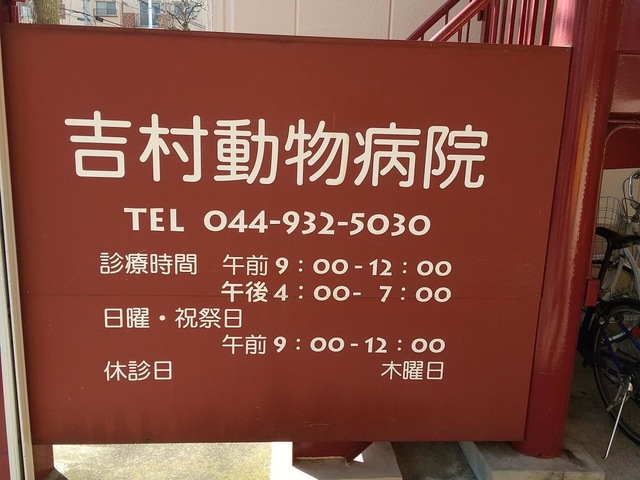 吉村動物病院
TEL 044-932-5030
診療時間 午前 9:00-12:00
午後 4:00- 7:00
日曜・祝祭日
午前 9:00-12:00
休診日 木曜日